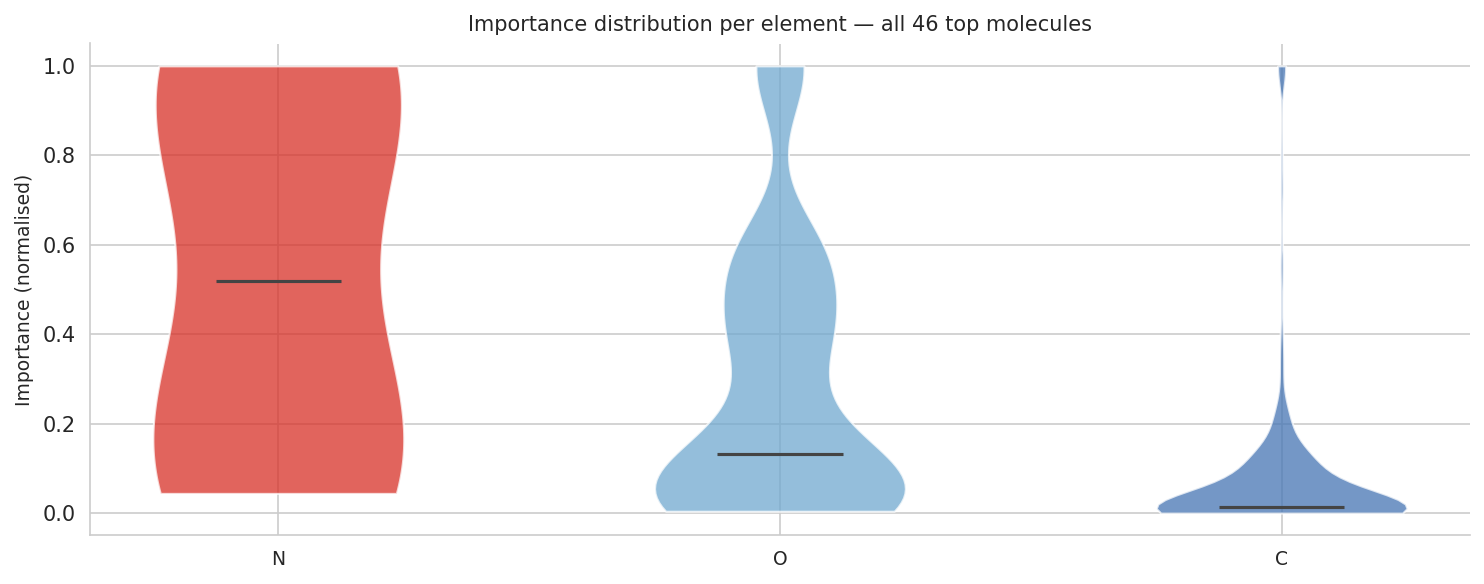 Importance distribution per element — all 46 top molecules
Importance (normalised)
1.0
0.8
0.6
0.4
0.2
0.0
N
O
C